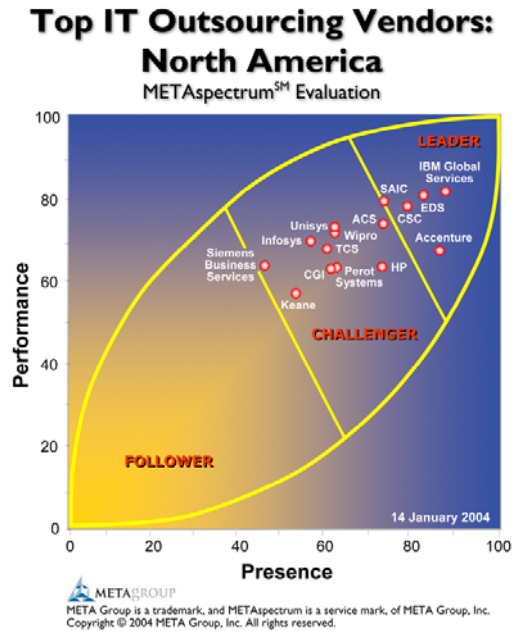 Top IT Outsourcing Vendors:
North America
METAspectrum℠ Evaluation
100
80
60
40
20
0
Performance
LEADER
IBM Global
Services
SAIC
EDS
CSC
ACS
Accenture
Unisys
Wipro
Infosys
TCS
Siemens
Business
Services
CGI
Perot
Systems
HP
Keane
CHALLENGER
FOLLOWER
14 January 2004
0 20 40 60 80 100
Presence
METAGROUP
META Group is a trademark, and METAspectrum is a service mark, of META Group, Inc.
Copyright © 2004 META Group, Inc. All rights reserved.